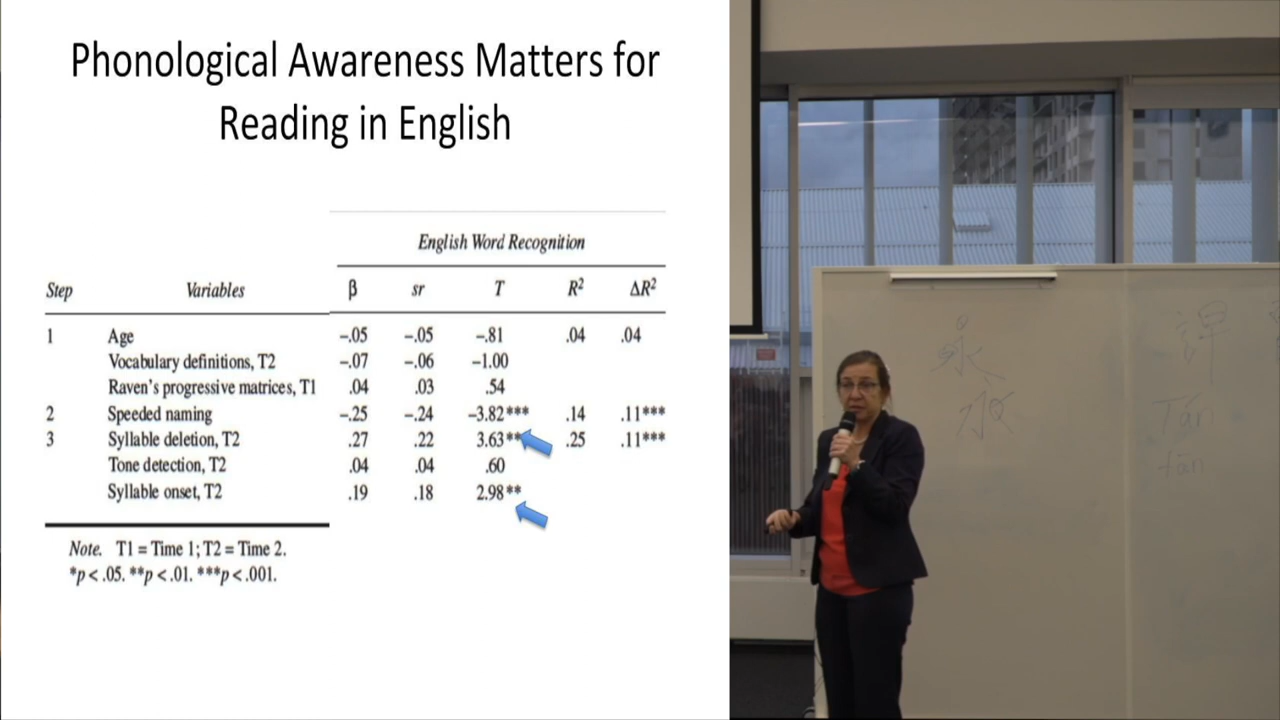 Phonological Awareness Matters for
Reading in English
English Word Recognition
Step Variables β sr T R² ΔR²
1 Age –.05 –.05 –.81 .04 .04
Vocabulary definitions, T2 –.07 –.06 –1.00
Raven's progressive matrices, T1 .04 .03 .54
2 Speeded naming –.25 –.24 –3.82*** .14 .11***
3 Syllable deletion, T2 .27 .22 3.63** .25 .11***
Tone detection, T2 .04 .04 .60
Syllable onset, T2 .19 .18 2.98**
Note. T1 = Time 1; T2 = Time 2.
*p < .05. **p < .01. ***p < .001.
Tán
tán